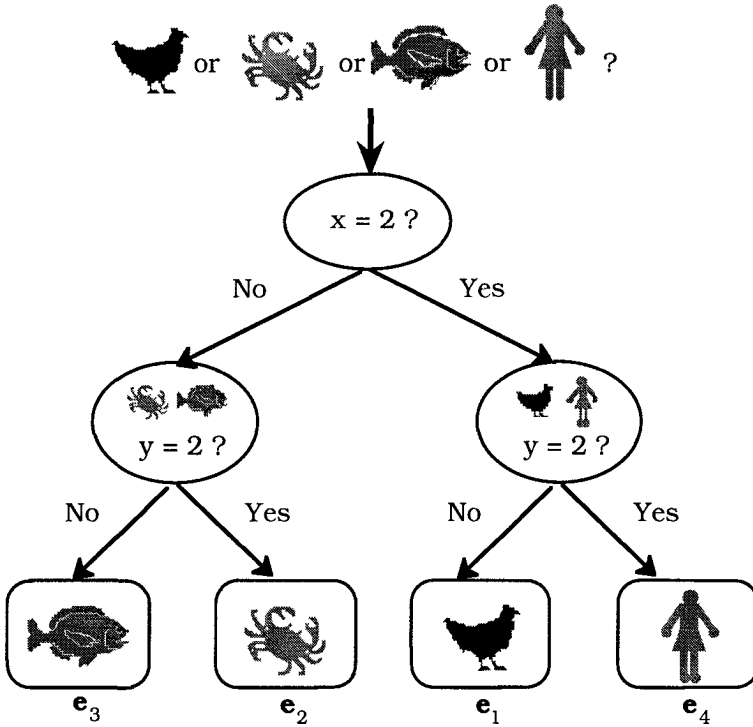 or or or ?
x = 2 ?
No Yes
y = 2 ? y = 2 ?
No Yes No Yes
e3 e2 e1 e4